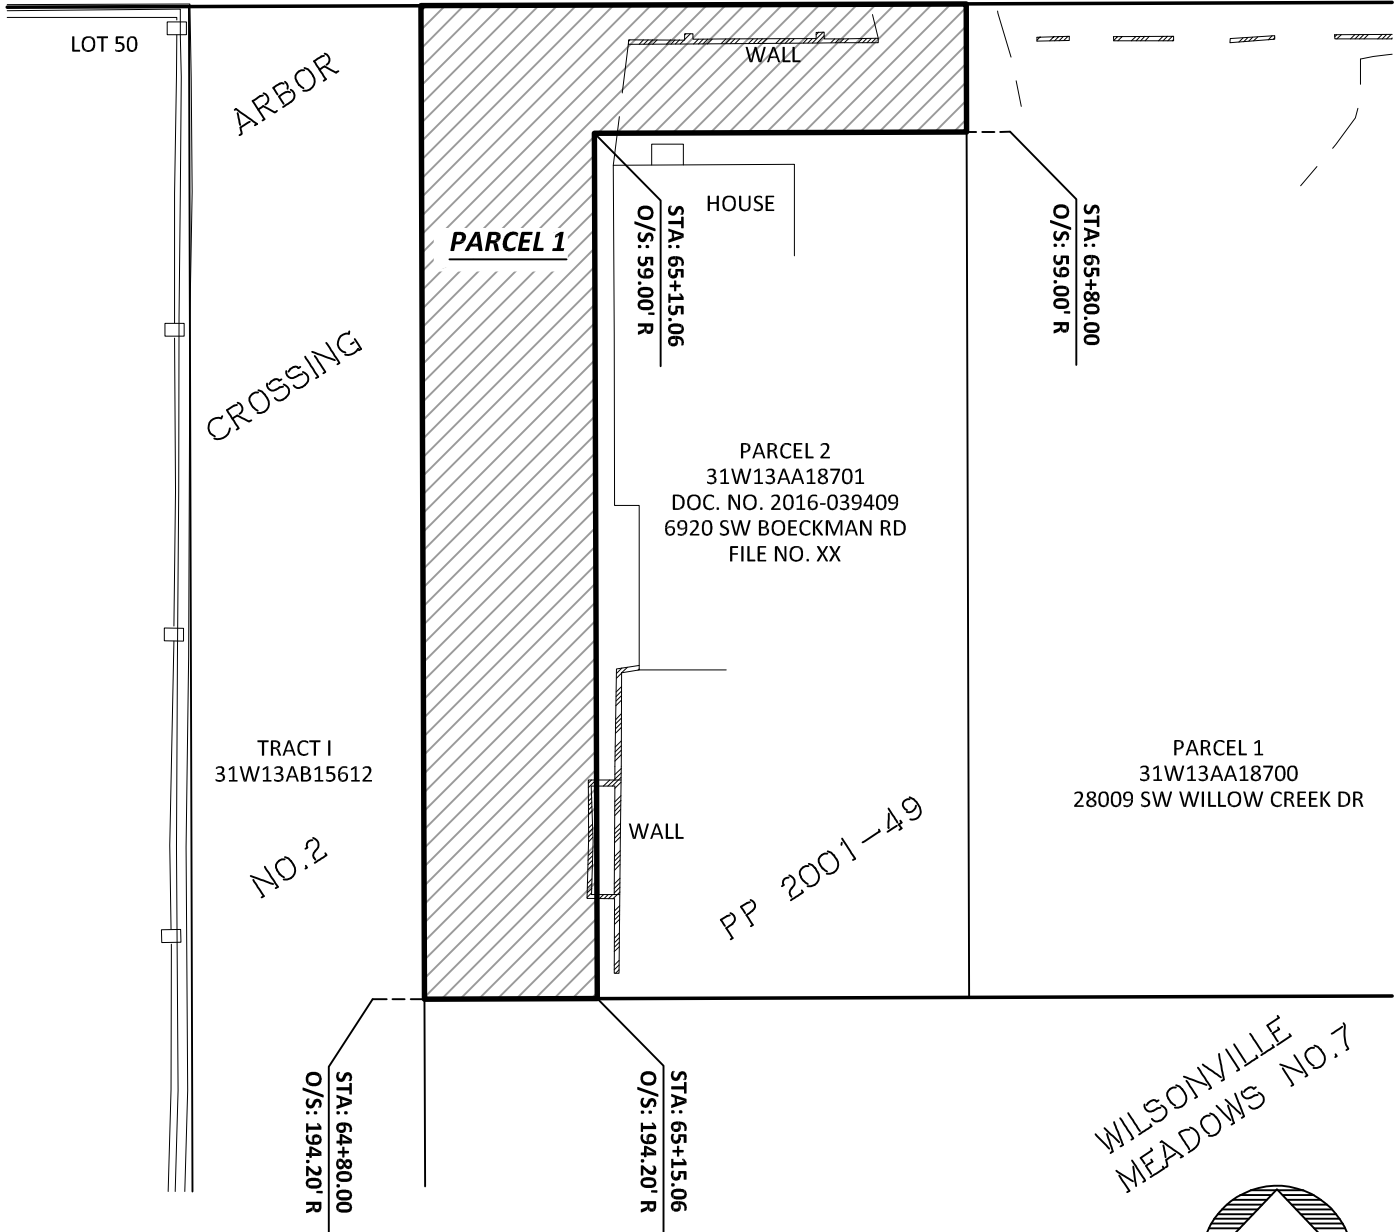 LOT 50
ARBOR
WALL
HOUSE
PARCEL 1
STA: 65+15.06
O/S: 59.00' R
STA: 65+80.00
O/S: 59.00' R
CROSSING
PARCEL 2
31W13AA18701
DOC. NO. 2016-039409
6920 SW BOECKMAN RD
FILE NO. XX
TRACT I
31W13AB15612
PARCEL 1
31W13AA18700
28009 SW WILLOW CREEK DR
WALL
NO.2
PP 2001-49
STA: 64+80.00
O/S: 194.20' R
STA: 65+15.06
O/S: 194.20' R
WILSONVILLE
MEADOWS NO.7